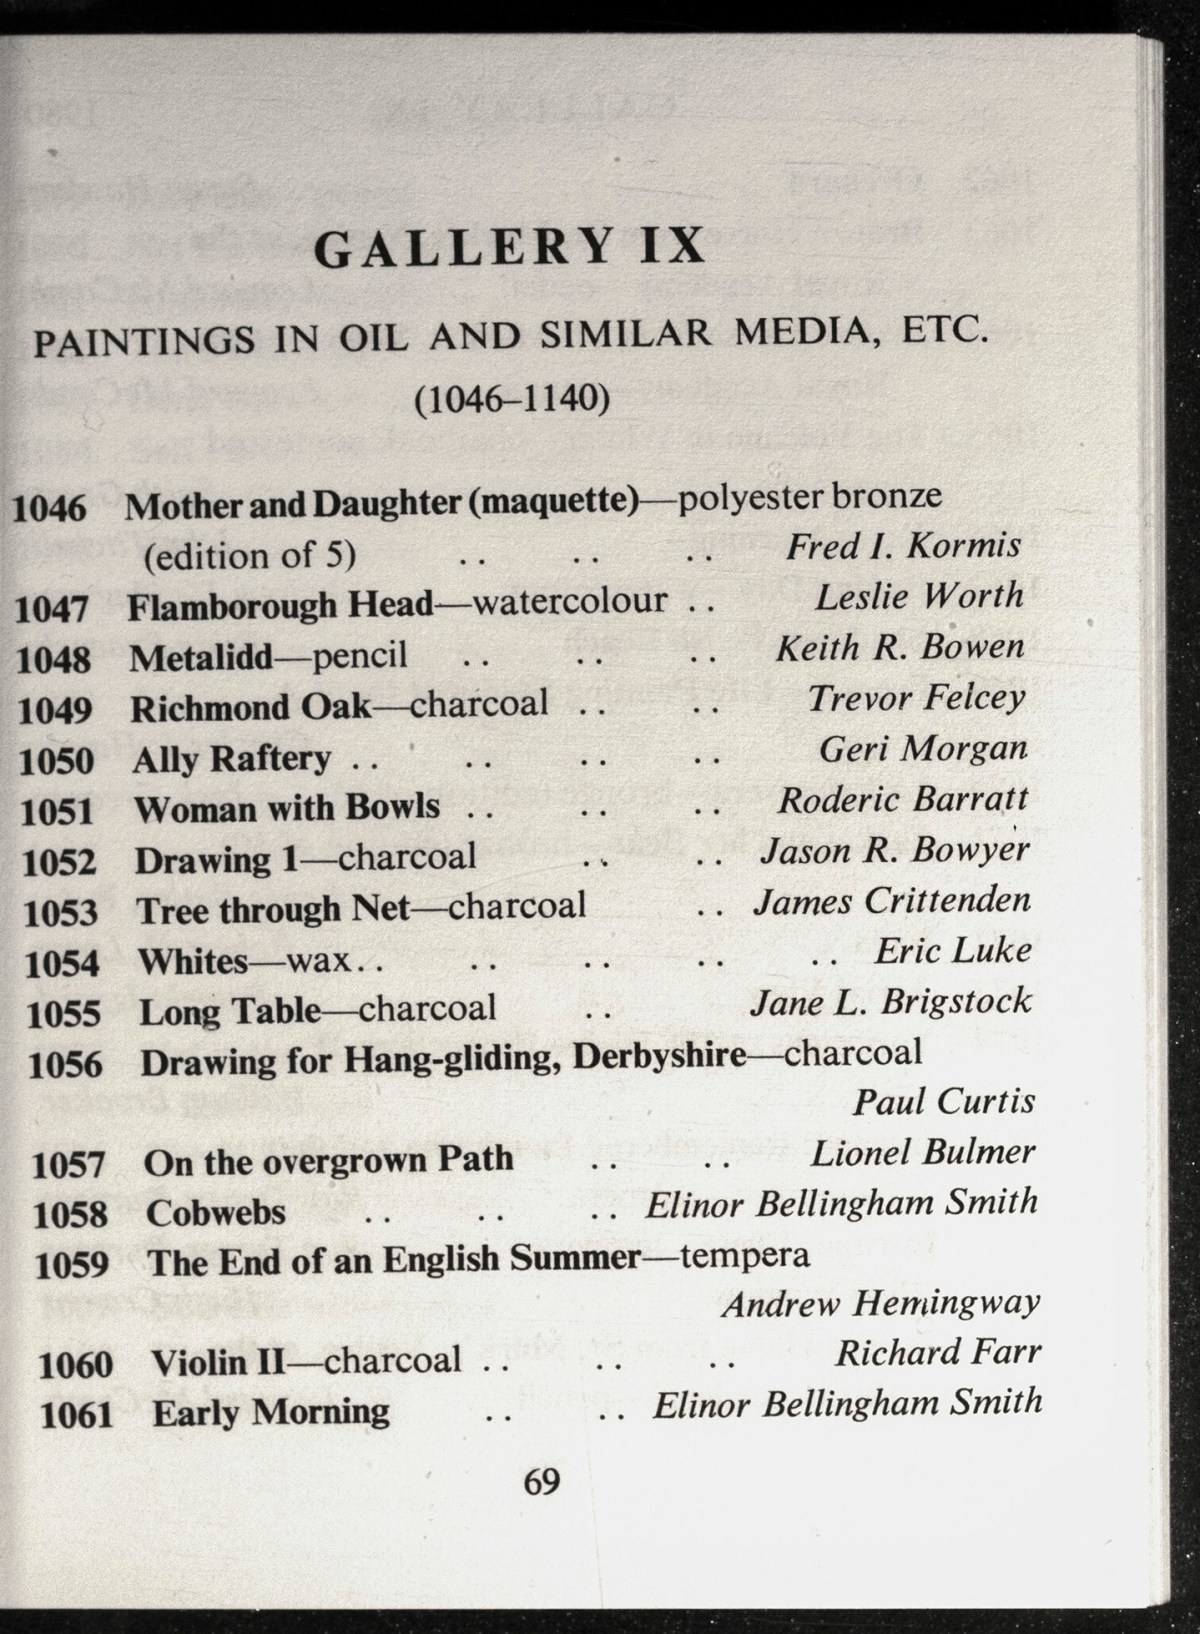 GALLERY IX
PAINTINGS IN OIL AND SIMILAR MEDIA, ETC.
(1046–1140)
1046 Mother and Daughter (maquette)—polyester bronze
(edition of 5) .. .. .. Fred I. Kormis
1047 Flamborough Head—watercolour .. Leslie Worth
1048 Metalidd—pencil .. .. .. Keith R. Bowen
1049 Richmond Oak—charcoal .. .. Trevor Felcey
1050 Ally Raftery .. .. .. .. Geri Morgan
1051 Woman with Bowls .. .. .. Roderic Barratt
1052 Drawing 1—charcoal .. .. Jason R. Bowyer
1053 Tree through Net—charcoal .. James Crittenden
1054 Whites—wax.. .. .. .. .. Eric Luke
1055 Long Table—charcoal .. Jane L. Brigstock
1056 Drawing for Hang-gliding, Derbyshire—charcoal
Paul Curtis
1057 On the overgrown Path .. .. Lionel Bulmer
1058 Cobwebs .. .. .. Elinor Bellingham Smith
1059 The End of an English Summer—tempera
Andrew Hemingway
1060 Violin II—charcoal .. .. .. Richard Farr
1061 Early Morning .. .. Elinor Bellingham Smith
69